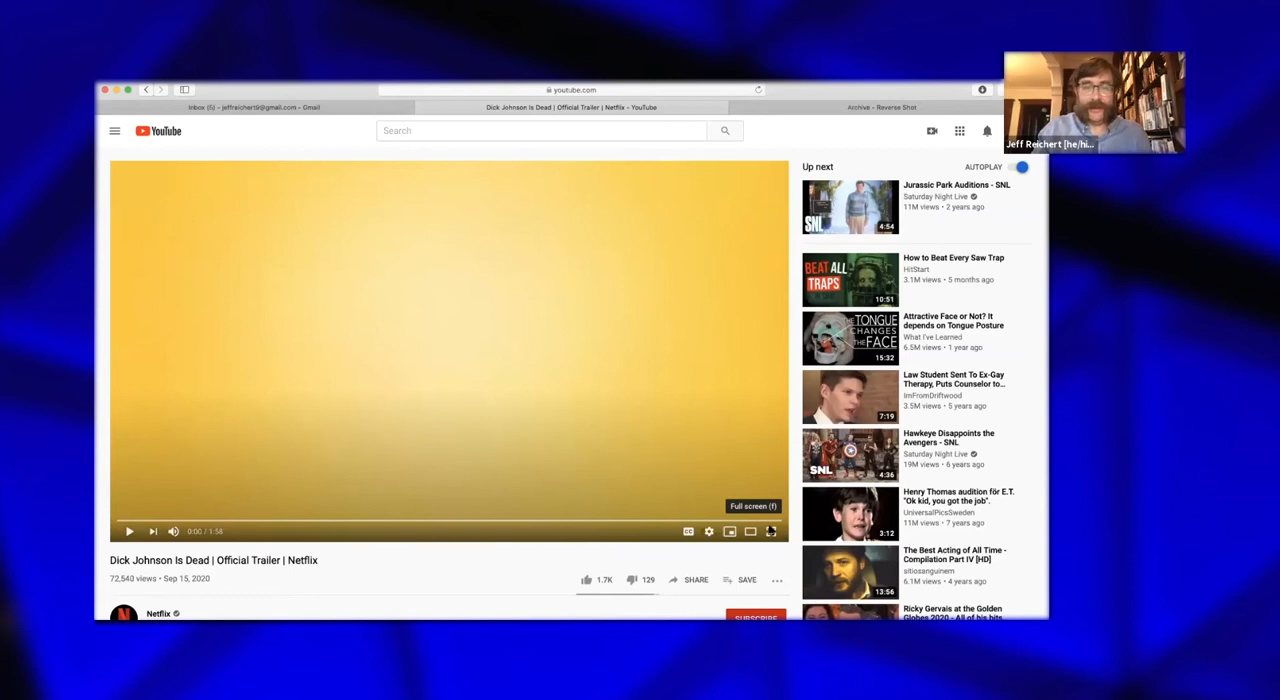 youtube.com
Inbox (5) - jeffreichert9@gmail.com - Gmail
Dick Johnson Is Dead | Official Trailer | Netflix - YouTube
Archive - Reverse Shot
YouTube
Search
Jeff Reichert [he/hi...
Up next
AUTOPLAY
Jurassic Park Auditions - SNL
Saturday Night Live
11M views • 2 years ago
SNL
4:54
How to Beat Every Saw Trap
HitStart
3.1M views • 5 months ago
BEAT ALL
TRAPS
10:51
Attractive Face or Not? It
depends on Tongue Posture
What I've Learned
6.5M views • 1 year ago
THE TONGUE
CHANGES
THE FACE
15:32
Law Student Sent To Ex-Gay
Therapy, Puts Counselor to...
ImFromDriftwood
3.5M views • 5 years ago
7:19
Hawkeye Disappoints the
Avengers - SNL
Saturday Night Live
19M views • 6 years ago
SNL
4:36
Henry Thomas audition för E.T.
"Ok kid, you got the job".
UniversalPicsSweden
11M views • 7 years ago
3:12
The Best Acting of All Time -
Compilation Part IV [HD]
sitiosanguinem
6.1M views • 4 years ago
13:56
Ricky Gervais at the Golden
Globes 2020 - All of his bits
Full screen (f)
0:00 / 1:58
CC
Dick Johnson Is Dead | Official Trailer | Netflix
72,540 views • Sep 15, 2020
1.7K
129
SHARE
SAVE
N
Netflix
SUBSCRIBE